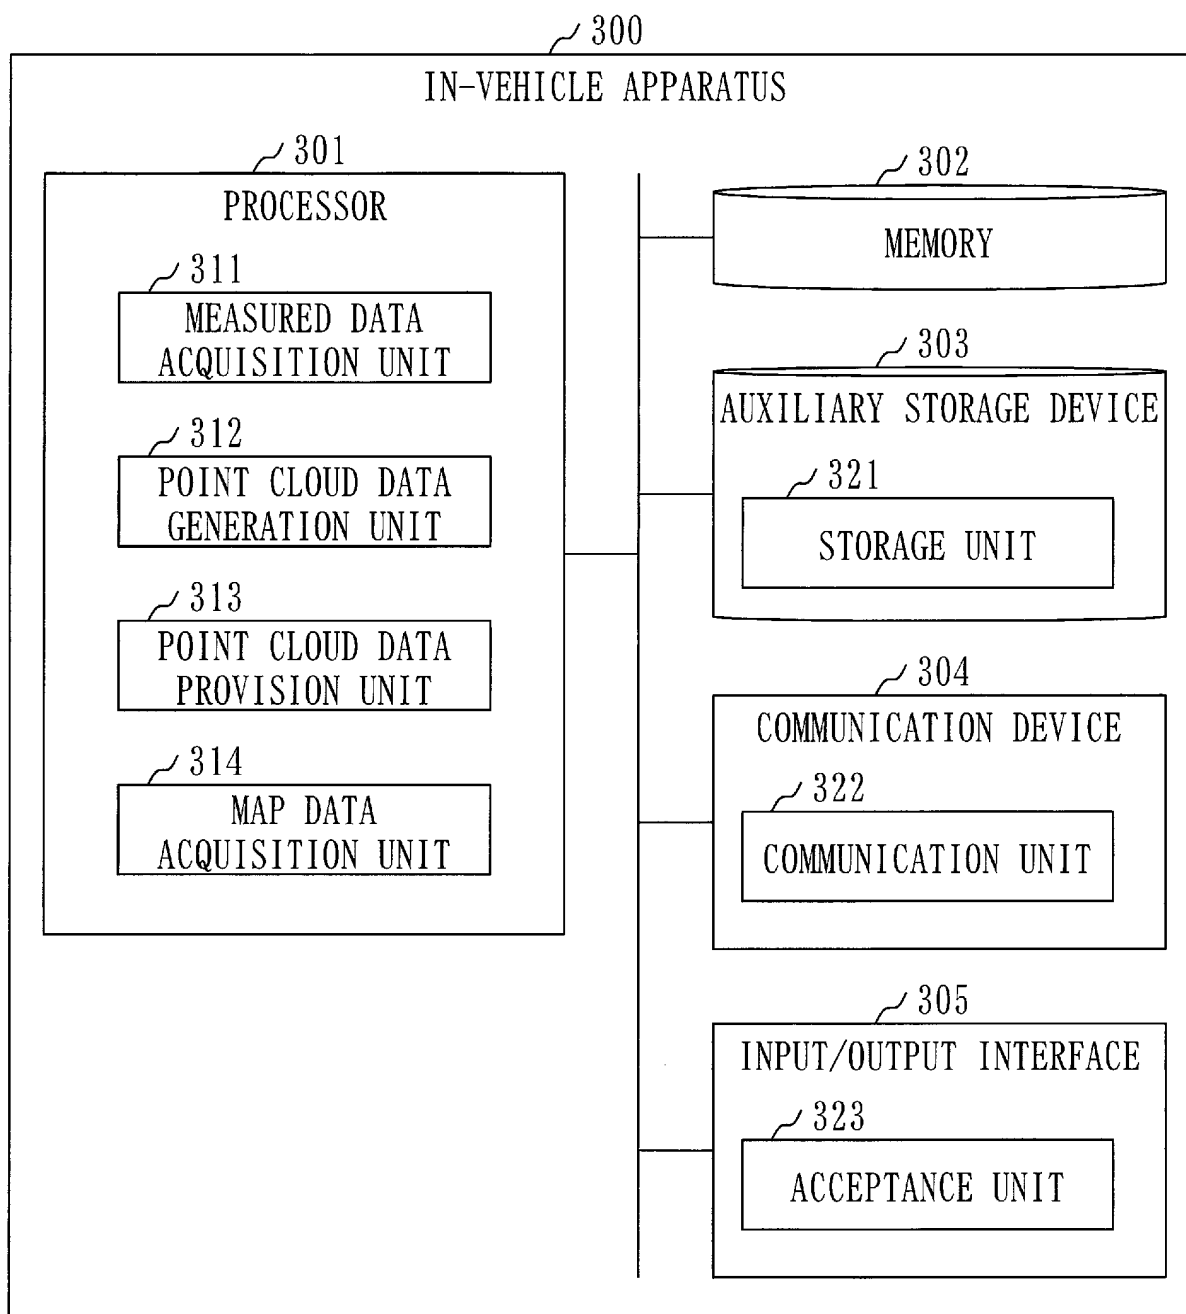 300
IN-VEHICLE APPARATUS
301
PROCESSOR
311
MEASURED DATA
ACQUISITION UNIT
312
POINT CLOUD DATA
GENERATION UNIT
313
POINT CLOUD DATA
PROVISION UNIT
314
MAP DATA
ACQUISITION UNIT
302
MEMORY
303
AUXILIARY STORAGE DEVICE
321
STORAGE UNIT
304
COMMUNICATION DEVICE
322
COMMUNICATION UNIT
305
INPUT/OUTPUT INTERFACE
323
ACCEPTANCE UNIT